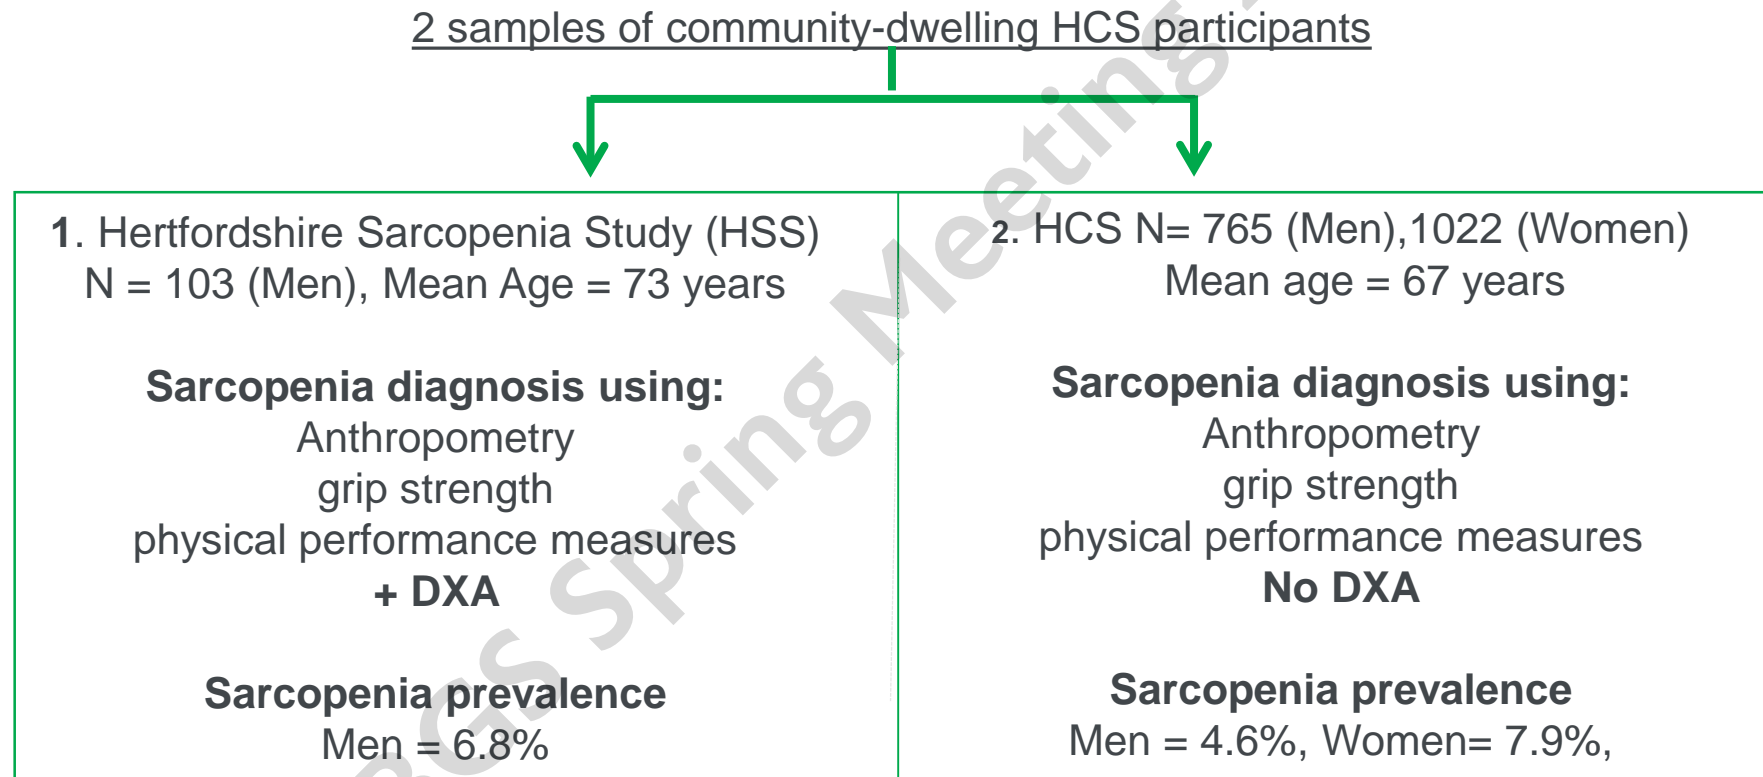 2 samples of community-dwelling HCS participants
1. Hertfordshire Sarcopenia Study (HSS)
N = 103 (Men), Mean Age = 73 years
Sarcopenia diagnosis using:
Anthropometry
grip strength
physical performance measures
+ DXA
Sarcopenia prevalence
Men = 6.8%
2. HCS N= 765 (Men),1022 (Women)
Mean age = 67 years
Sarcopenia diagnosis using:
Anthropometry
grip strength
physical performance measures
No DXA
Sarcopenia prevalence
Men = 4.6%, Women= 7.9%,
BGS Spring Meeting